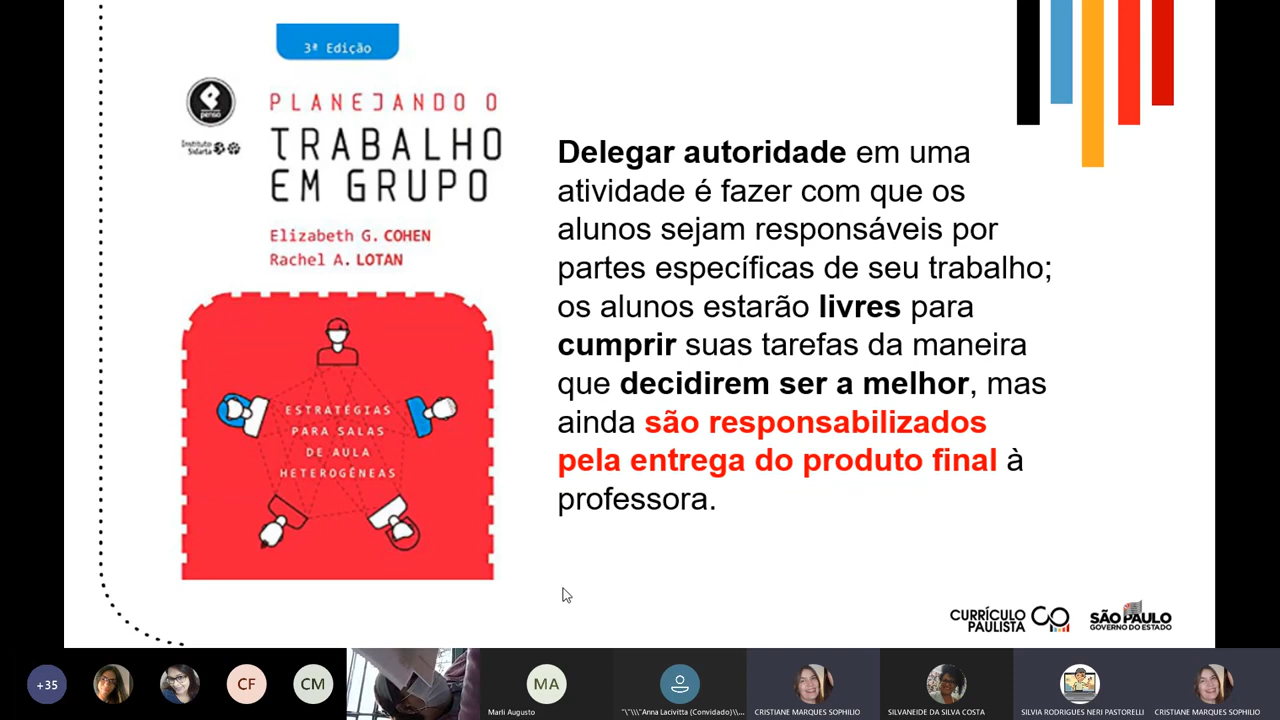 3ª Edição
penso
Instituto
Sidarta
PLANEJANDO O
TRABALHO
EM GRUPO
Elizabeth G. COHEN
Rachel A. LOTAN
ESTRATÉGIAS
PARA SALAS
DE AULA
HETEROGÊNEAS
Delegar autoridade em uma
atividade é fazer com que os
alunos sejam responsáveis por
partes específicas de seu trabalho;
os alunos estarão livres para
cumprir suas tarefas da maneira
que decidirem ser a melhor, mas
ainda são responsabilizados
pela entrega do produto final à
professora.
CURRÍCULO
PAULISTA
SÃO PAULO
GOVERNO DO ESTADO
+35
CF
CM
MA
Marli Augusto
"\"\\\"Anna Lacivitta (Convidado)\\...
CRISTIANE MARQUES SOPHILIO
SILVANEIDE DA SILVA COSTA
SILVIA RODRIGUES NERI PASTORELLI
CRISTIANE MARQUES SOPHILIO